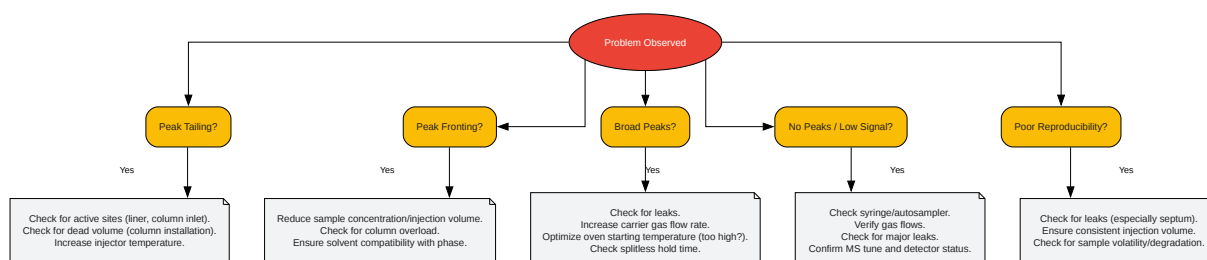 Problem Observed
Peak Tailing?
Peak Fronting?
Broad Peaks?
No Peaks / Low Signal?
Poor Reproducibility?
Yes
Yes
Yes
Yes
Yes
Check for active sites (liner, column inlet).
Check for dead volume (column installation).
Increase injector temperature.
Reduce sample concentration/injection volume.
Check for column overload.
Ensure solvent compatibility with phase.
Check for leaks.
Increase carrier gas flow rate.
Optimize oven starting temperature (too high?).
Check splitless hold time.
Check syringe/autosampler.
Verify gas flows.
Check for major leaks.
Confirm MS tune and detector status.
Check for leaks (especially septum).
Ensure consistent injection volume.
Check for sample volatility/degradation.